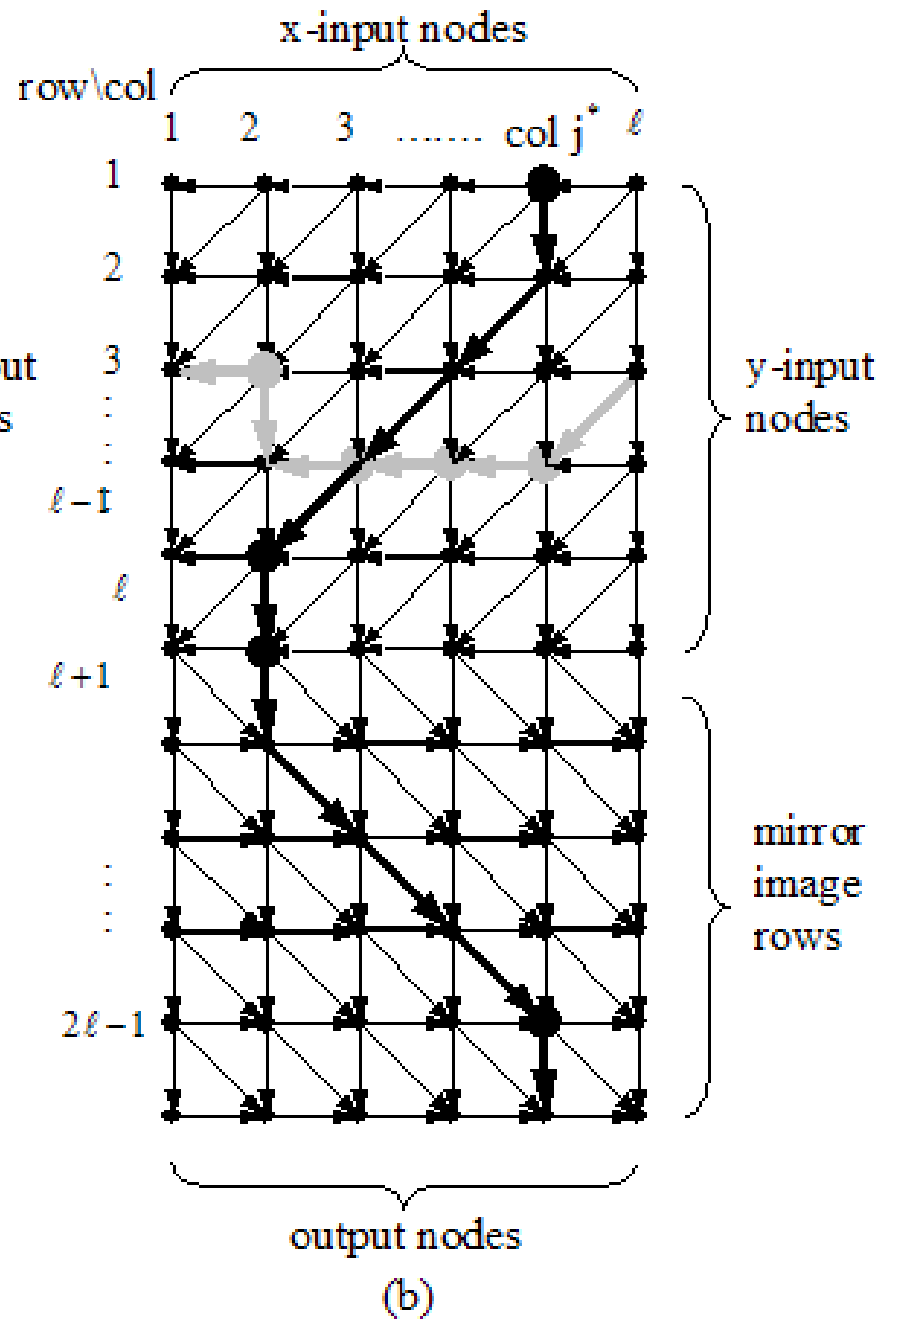 x-input nodes
row\col
1 2 3 ....... col j* ℓ
1
2
3
:
:
ℓ-1
ℓ
ℓ+1
:
:
2ℓ-1
ut
s
y-input
nodes
mirror
image
rows
output nodes
(b)